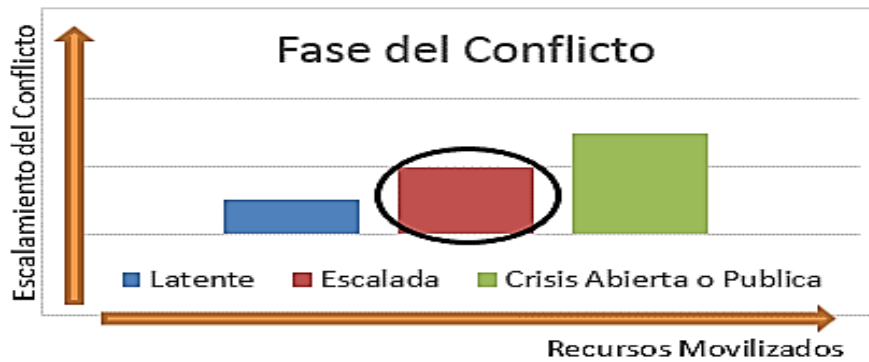 Fase del Conflicto
Escalamiento del Conflicto
Latente
Escalada
Crisis Abierta o Publica
Recursos Movilizados